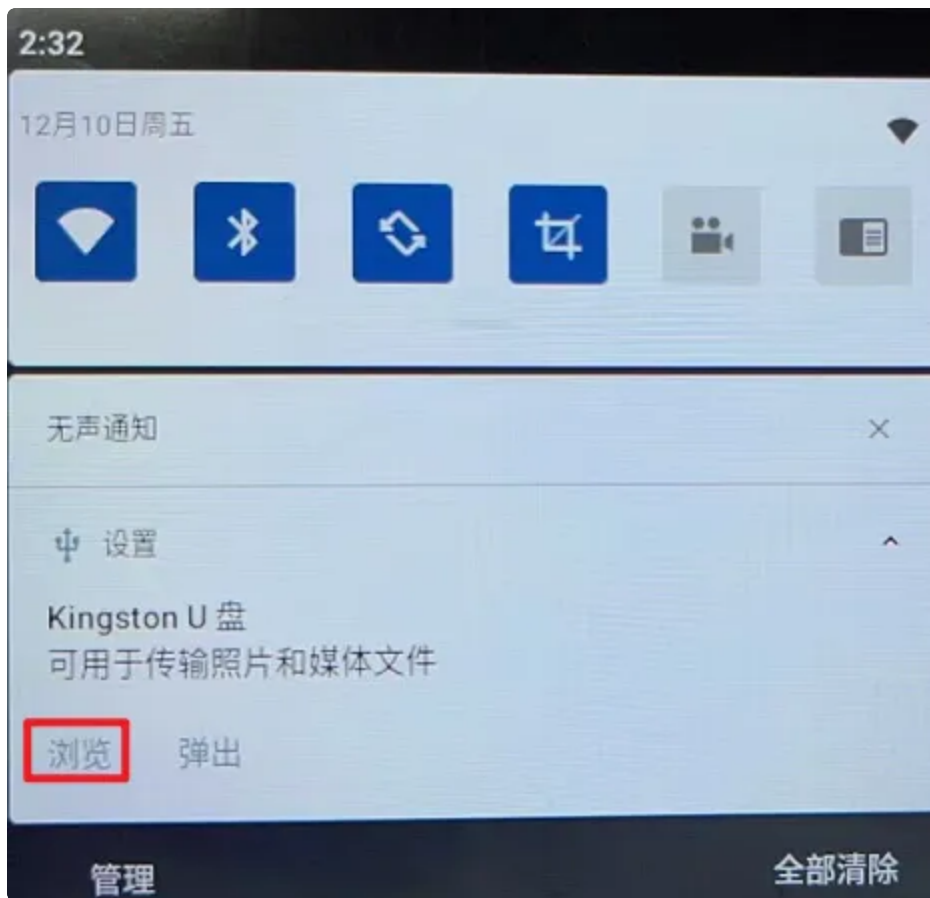 2:32
12月10日周五
无声通知
设置
Kingston U 盘
可用于传输照片和媒体文件
浏览 弹出
管理 全部清除